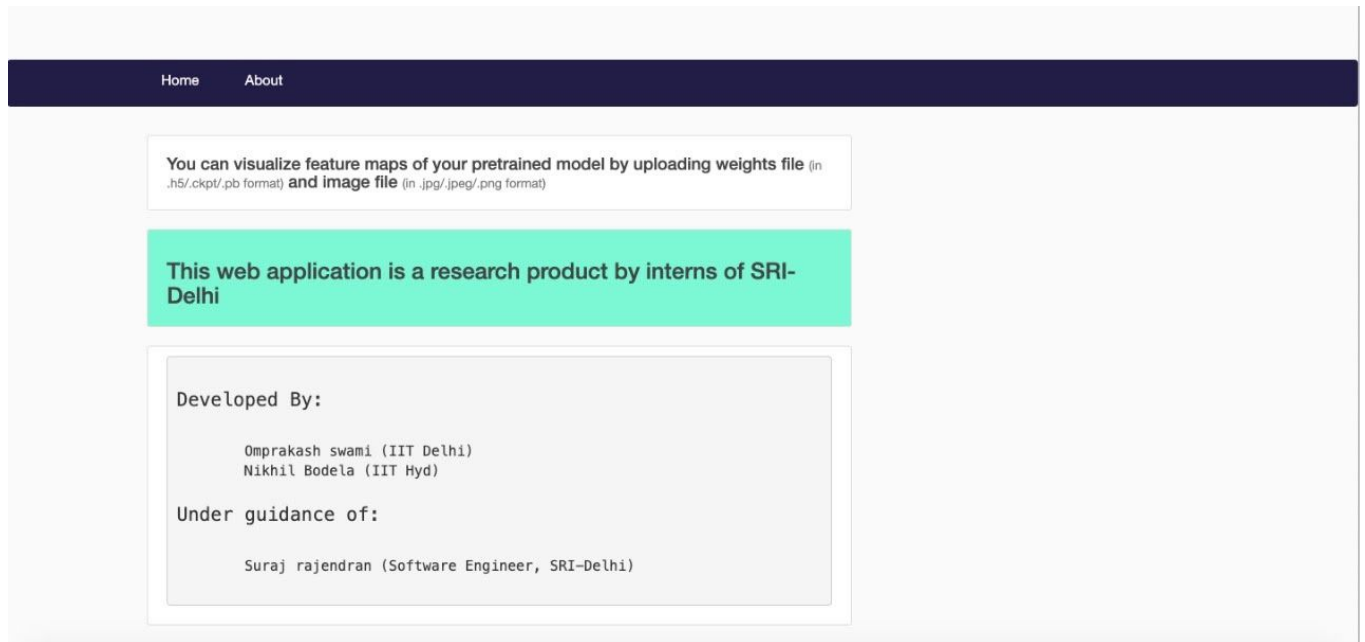 Home About
You can visualize feature maps of your pretrained model by uploading weights file (in
.h5/.ckpt/.pb format) and image file (in .jpg/.jpeg/.png format)
This web application is a research product by interns of SRI-
Delhi
Developed By:
Omprakash swami (IIT Delhi)
Nikhil Bodela (IIT Hyd)
Under guidance of:
Suraj rajendran (Software Engineer, SRI-Delhi)